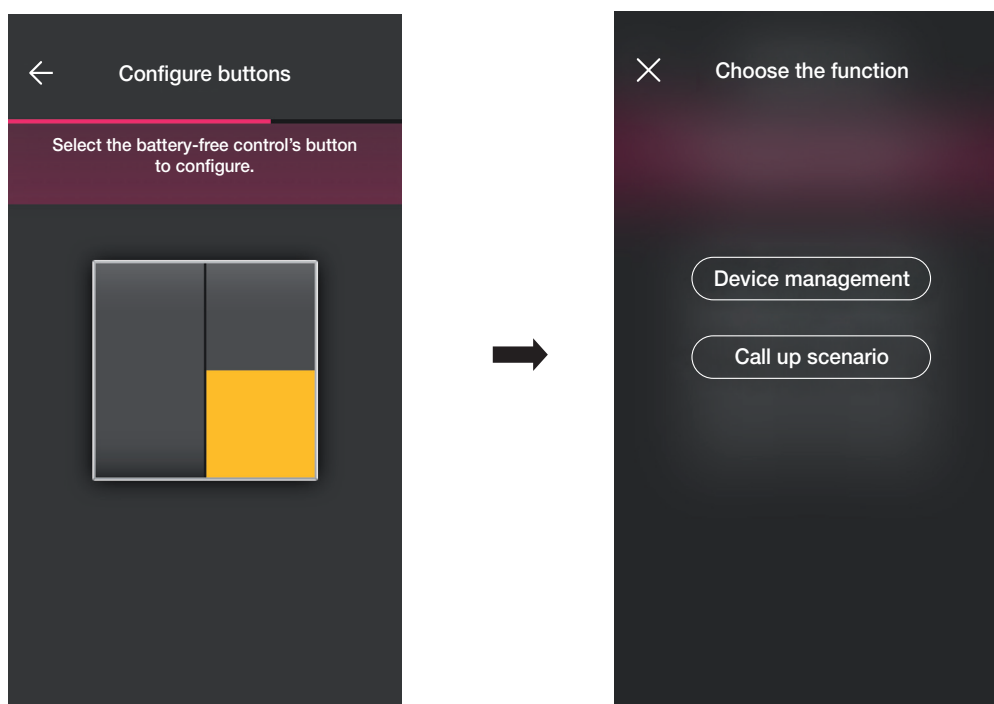 Configure buttons
Select the battery-free control's button
to configure.
Choose the function
Device management
Call up scenario